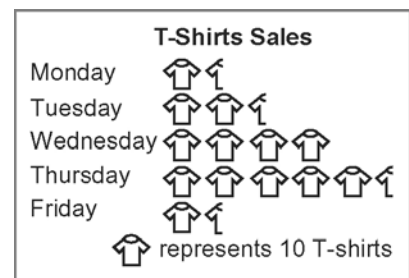 T-Shirts Sales
Monday
Tuesday
Wednesday
Thursday
Friday
represents 10 T-shirts